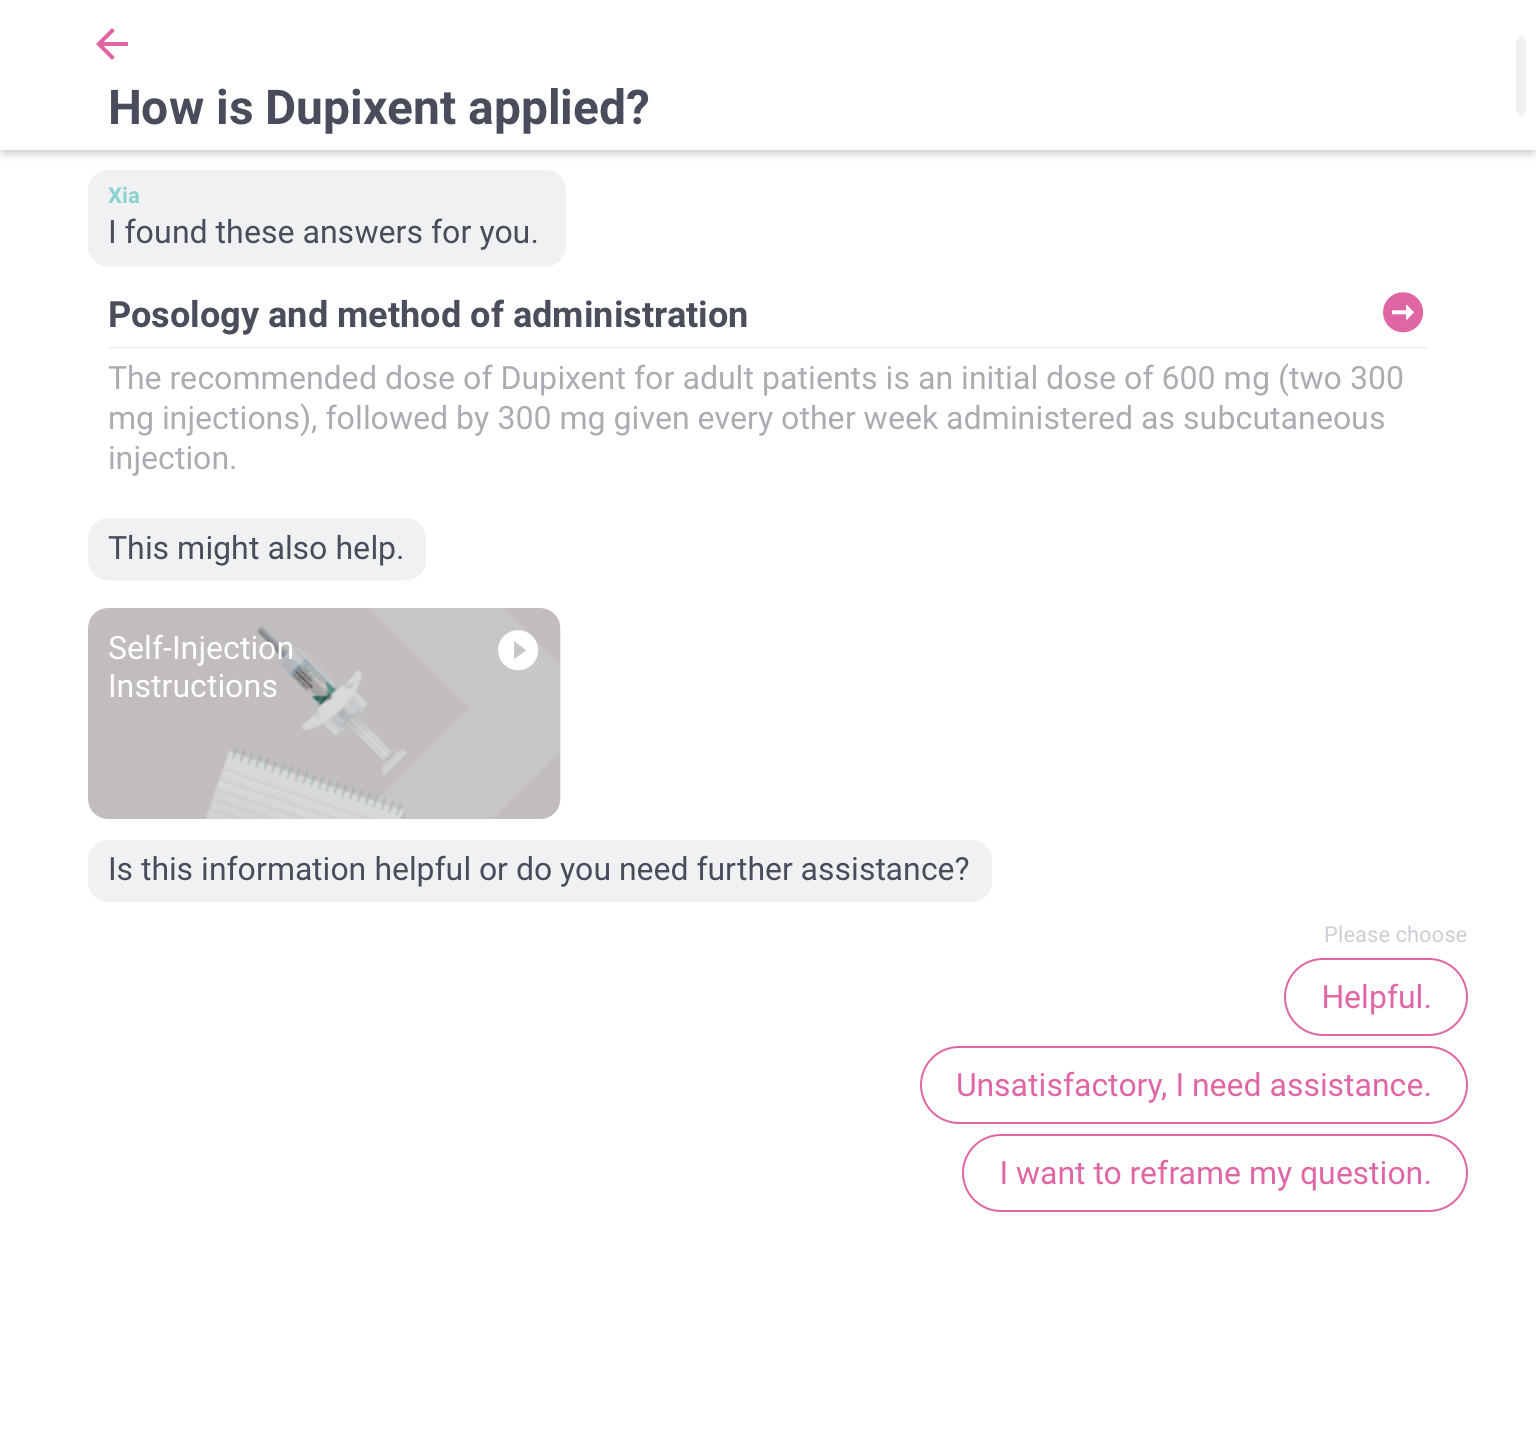 How is Dupixent applied?
Xia
I found these answers for you.
Posology and method of administration
The recommended dose of Dupixent for adult patients is an initial dose of 600 mg (two 300
mg injections), followed by 300 mg given every other week administered as subcutaneous
injection.
This might also help.
Self-Injection
Instructions
Is this information helpful or do you need further assistance?
Please choose
Helpful.
Unsatisfactory, I need assistance.
I want to reframe my question.